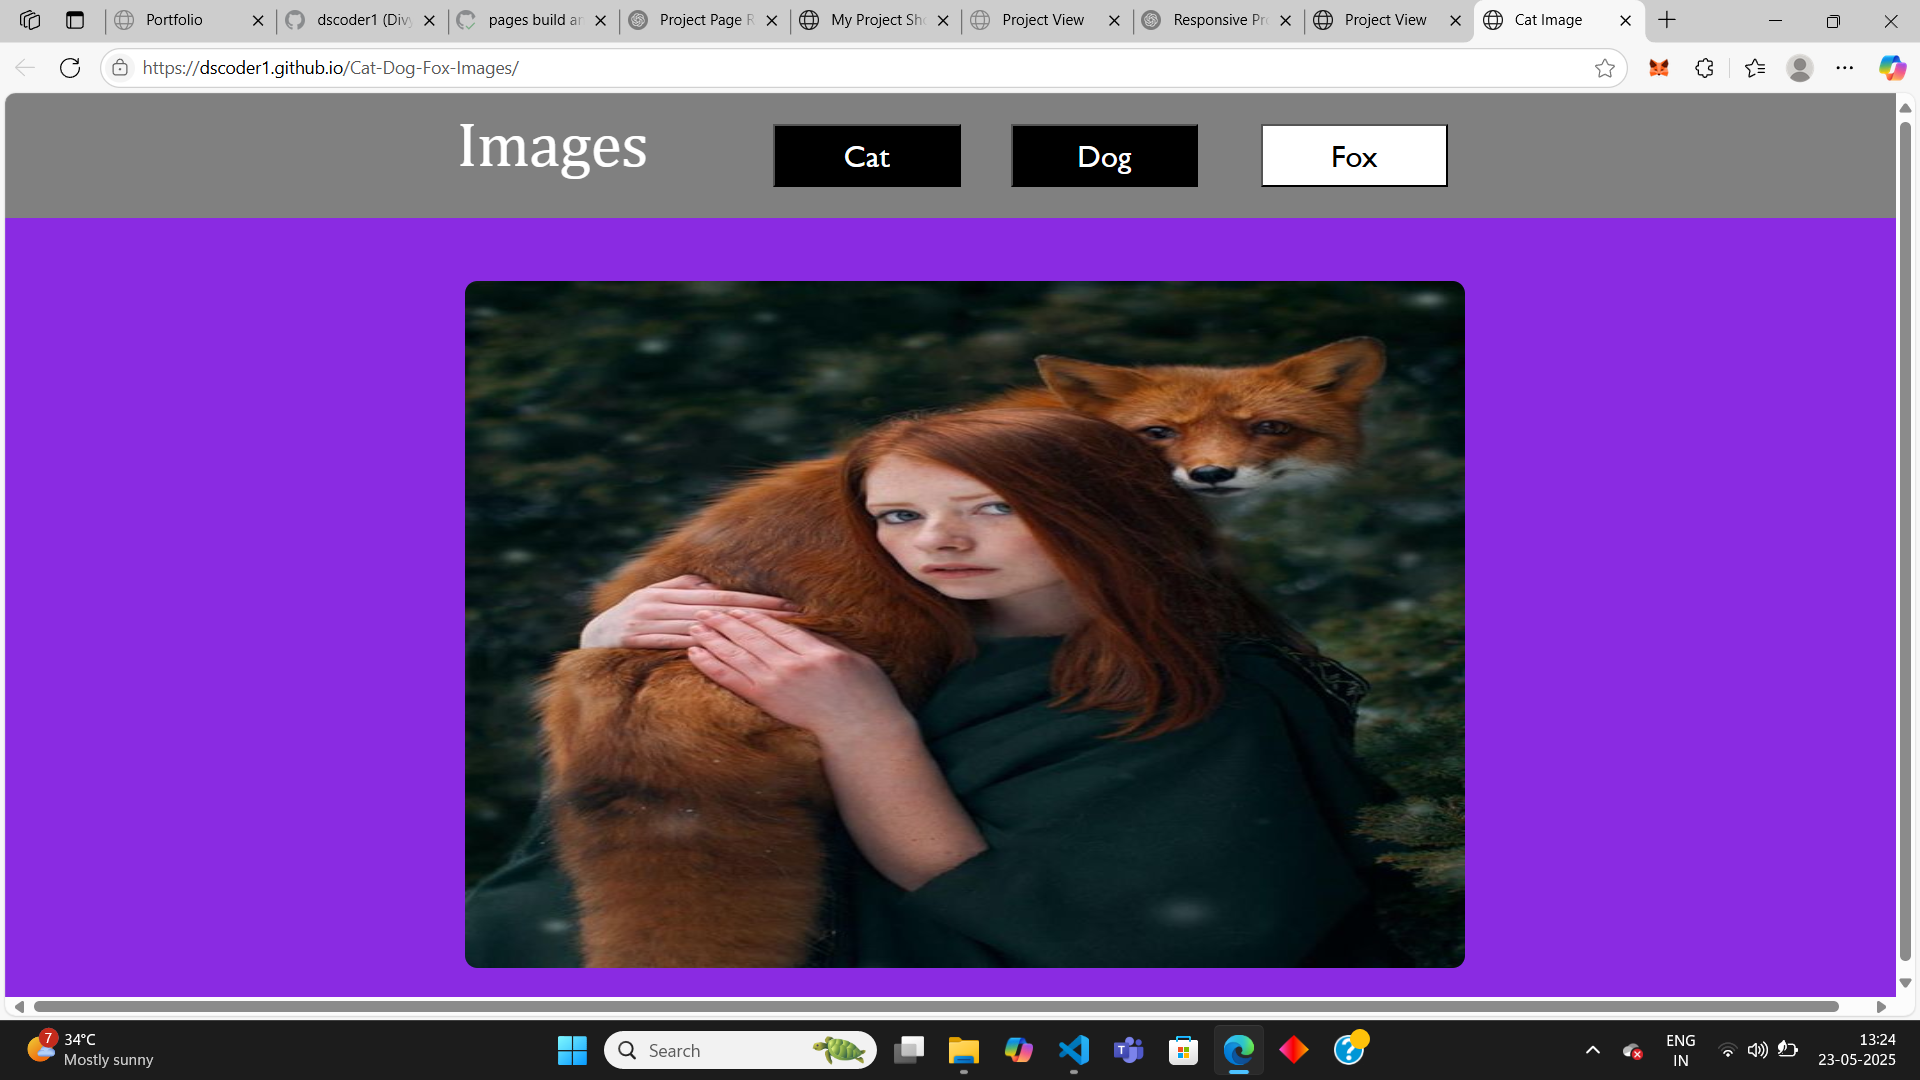 Portfolio
dscoder1 (Div
pages build a
Project Page R
My Project Sh
Project View
Responsive Pr
Project View
Cat Image
https://dscoder1.github.io/Cat-Dog-Fox-Images/
Images
Cat
Dog
Fox
7
34°C
Mostly sunny
Search
ENG
IN
13:24
23-05-2025